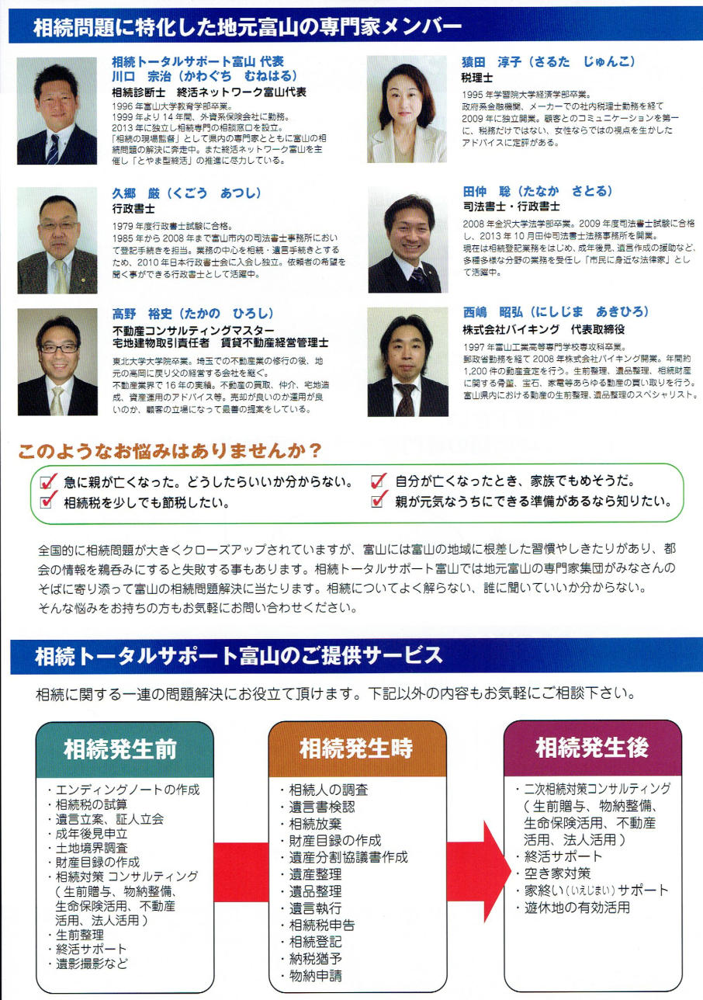 相続問題に特化した地元富山の専門家メンバー
相続トータルサポート富山 代表
川口　宗治（かわぐち　むねはる）
相続診断士　終活ネットワーク富山代表
1996 年富山大学教育学部卒業。
1999 年より 14 年間、外資系保険会社に勤務。
2013 年に独立し相続専門の相談窓口を設立。
「相続の現場監督」として県内の専門家とともに富山の相
続問題の解決に奔走中。また終活ネットワーク富山を主
催し「とやま型終活」の推進に尽力している。
猿田　淳子（さるた　じゅんこ）
税理士
1995 年学習院大学経済学部卒業。
政府系金融機関、メーカーでの社内税理士勤務を経て
2009 年に独立開業。顧客とのコミュニケーションを第一
に、税務だけではない、女性ならではの視点を生かした
アドバイスに定評がある。
久郷　厳（くごう　あつし）
行政書士
1979 年度行政書士試験に合格。
1985 年から 2008 年まで富山市内の司法書士事務所におい
て登記手続きを担当。業務の中心を相続・遺言手続きとする
ため、2010 年日本行政書士会に入会し独立。依頼者の希望を
聞く事ができる行政書士として活躍中。
田仲　聡（たなか　さとる）
司法書士・行政書士
2008 年金沢大学法学部卒業。2009 年度司法書士試験に合格
し、2013 年 10 月田仲司法書士法務事務所を開業。
現在は相続登記業務をはじめ、成年後見、遺言作成の援助など、
多種多様な分野の業務を受任し「市民に身近な法律家」とし
て活躍中。
高野　裕史（たかの　ひろし）
不動産コンサルティングマスター
宅地建物取引責任者　賃貸不動産経営管理士
東北大学大学院卒業。埼玉での不動産業の修行の後、地
元の高岡に戻り父の経営する会社を継ぐ。
不動産業界で 16 年の実績。不動産の買取、仲介、宅地造
成、資産運用のアドバイス等。売却が良いのか運用が良
いのか、顧客の立場になって最善の提案をしている。
西嶋　昭弘（にしじま　あきひろ）
株式会社バイキング　代表取締役
1997 年富山工業高等専門学校専攻科卒業。
郵政省勤務を経て 2008 年株式会社バイキング開業。年間約
1,200 件の動産査定を行う。生前整理、遺品整理、相続財産
に関する骨董、宝石、家電等あらゆる動産の買い取りを行う。
富山県内における動産の生前整理、遺品整理のスペシャリスト。
このようなお悩みはありませんか？
急に親が亡くなった。どうしたらいいか分からない。
自分が亡くなったとき、家族でもめそうだ。
相続税を少しでも節税したい。
親が元気なうちにできる準備があるなら知りたい。
全国的に相続問題が大きくクローズアップされていますが、富山には富山の地域に根差した習慣やしきたりがあり、都
会の情報を鵜呑みにすると失敗する事もあります。相続トータルサポート富山では地元富山の専門家集団がみなさんの
そばに寄り添って富山の相続問題解決に当たります。相続についてよく解らない、誰に聞いていいか分からない。
そんな悩みをお持ちの方もお気軽にお問い合わせください。
相続トータルサポート富山のご提供サービス
相続に関する一連の問題解決にお役立て頂けます。下記以外の内容もお気軽にご相談下さい。
相続発生前
・エンディングノートの作成
・相続税の試算
・遺言立案、証人立会
・成年後見申立
・土地境界調査
・財産目録の作成
・相続対策 コンサルティング
（生前贈与、物納整備、
生命保険活用、不動産
活用、法人活用）
・生前整理
・終活サポート
・遺影撮影など
相続発生時
・相続人の調査
・遺言書検認
・相続放棄
・財産目録の作成
・遺産分割協議書作成
・遺産整理
・遺品整理
・遺言執行
・相続税申告
・相続登記
・納税猶予
・物納申請
相続発生後
・二次相続対策コンサルティング
（生前贈与、物納整備、
生命保険活用、不動産
活用、法人活用）
・終活サポート
・空き家対策
・家終い（いえじまい）サポート
・遊休地の有効活用